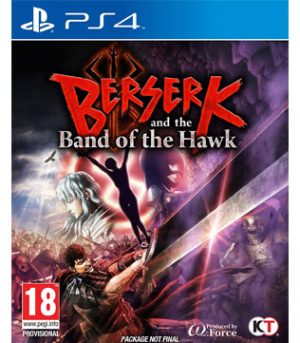 PS4
BERSERK
and the
Band of the Hawk
18
www.pegi.info
PROVISIONAL
PACKAGE NOT FINAL
Produced by
ω-Force
KT